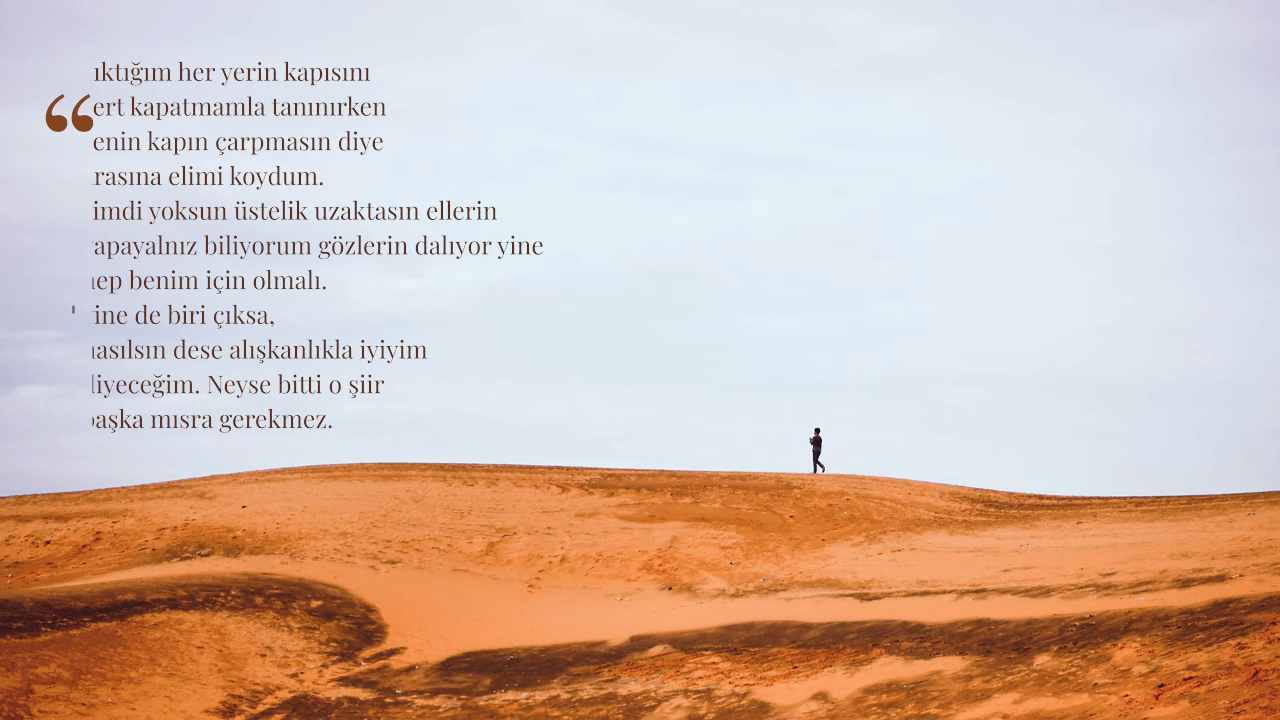 ıktığım her yerin kapısını
ert kapatmamla tanınırken
enin kapın çarpmasın diye
rasına elimi koydum.
imdi yoksun üstelik uzaktasın ellerin
apayalnız biliyorum gözlerin dalıyor yine
ep benim için olmalı.
ine de biri çıksa,
asılsın dese alışkanlıkla iyiyim
iyeceğim. Neyse bitti o şiir
aşka mısra gerekmez.